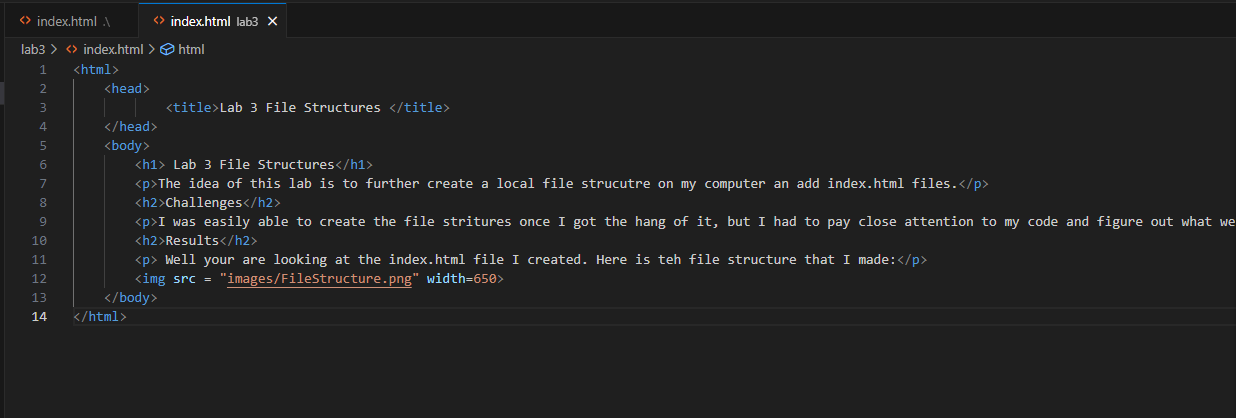 index.html .\ index.html lab3
lab3 > index.html > html
1 <html>
2 <head>
3 <title>Lab 3 File Structures </title>
4 </head>
5 <body>
6 <h1> Lab 3 File Structures</h1>
7 <p>The idea of this lab is to further create a local file strucutre on my computer an add index.html files.</p>
8 <h2>Challenges</h2>
9 <p>I was easily able to create the file stritures once I got the hang of it, but I had to pay close attention to my code and figure out what we
10 <h2>Results</h2>
11 <p> Well your are looking at the index.html file I created. Here is teh file structure that I made:</p>
12 <img src = "images/FileStructure.png" width=650>
13 </body>
14 </html>